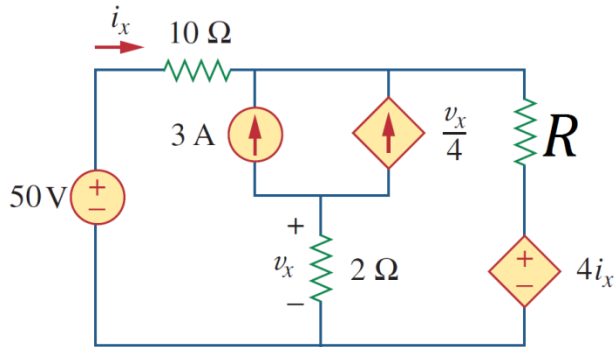 i_x
10 Ω
3 A
v_x/4
R
50 V
+
−
+
v_x
−
2 Ω
+
−
4i_x